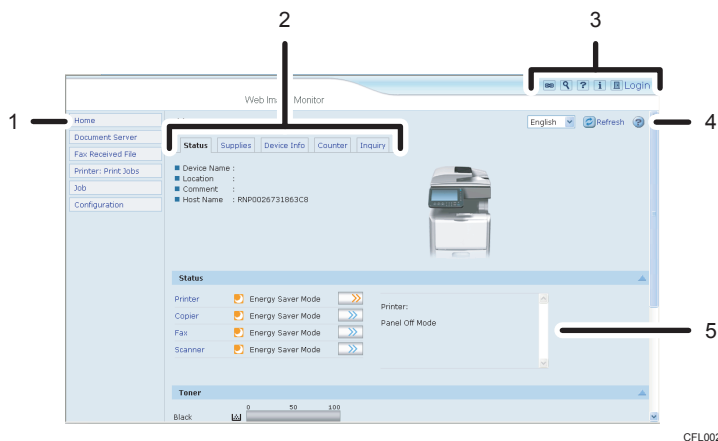 2
3
Login
Web Ima Monitor
1
Home
English
Refresh
4
Document Server
Fax Received File
Printer: Print Jobs
Job
Configuration
Status Supplies Device Info Counter Inquiry
Device Name :
Location :
Comment :
Host Name : RNP0026731863C8
Status
Printer Energy Saver Mode
Copier Energy Saver Mode
Fax Energy Saver Mode
Scanner Energy Saver Mode
Printer:
Panel Off Mode
5
Toner
0 50 100
Black
CFL002